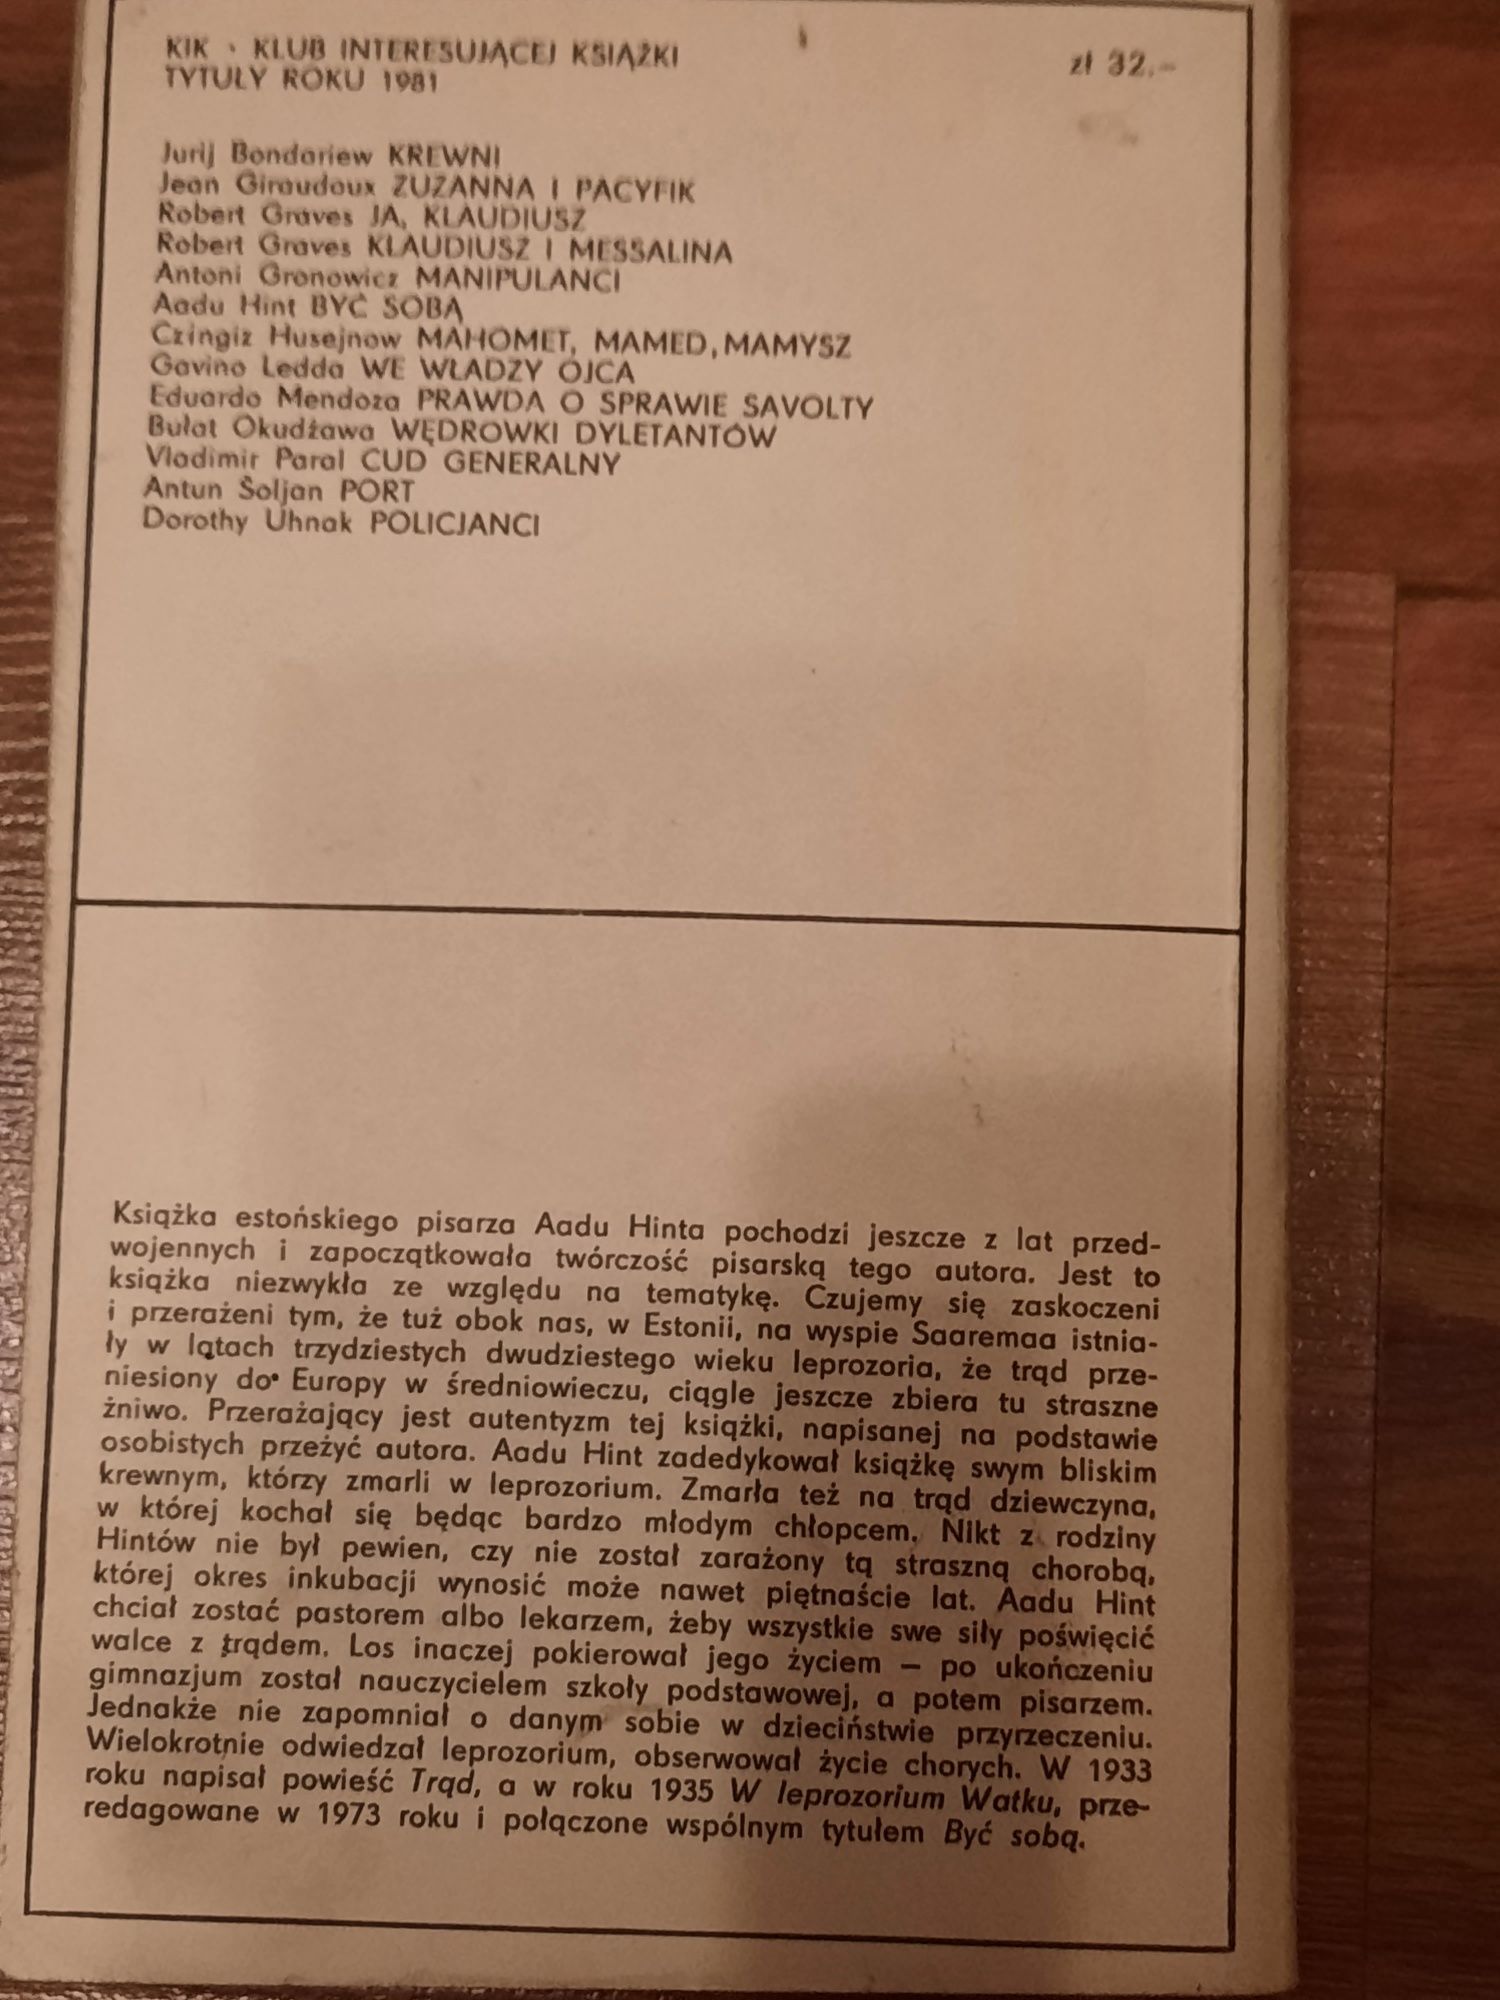 KIK · KLUB INTERESUJĄCEJ KSIĄŻKI
TYTUŁY ROKU 1981
zł 32,–
Jurij Bondariew KREWNI
Jean Giraudoux ZUZANNA I PACYFIK
Robert Graves JA, KLAUDIUSZ
Robert Graves KLAUDIUSZ I MESSALINA
Antoni Gronowicz MANIPULANCI
Aadu Hint BYĆ SOBĄ
Czingiz Husejnow MAHOMET, MAMED, MAMYSZ
Gavino Ledda WE WŁADZY OJCA
Eduardo Mendoza PRAWDA O SPRAWIE SAVOLTY
Bułat Okudżawa WĘDRÓWKI DYLETANTÓW
Vladimir Paral CUD GENERALNY
Antun Šoljan PORT
Dorothy Uhnak POLICJANCI
Książka estońskiego pisarza Aadu Hinta pochodzi jeszcze z lat przed-
wojennych i zapoczątkowała twórczość pisarską tego autora. Jest to
książka niezwykła ze względu na tematykę. Czujemy się zaskoczeni
i przerażeni tym, że tuż obok nas, w Estonii, na wyspie Saaremaa istnia-
ły w latach trzydziestych dwudziestego wieku leprozoria, że trąd prze-
niesiony do Europy w średniowieczu, ciągle jeszcze zbiera tu straszne
żniwo. Przerażający jest autentyzm tej książki, napisanej na podstawie
osobistych przeżyć autora. Aadu Hint zadedykował książkę swym bliskim
krewnym, którzy zmarli w leprozorium. Zmarła też na trąd dziewczyna,
w której kochał się będąc bardzo młodym chłopcem. Nikt z rodziny
Hintów nie był pewien, czy nie został zarażony tą straszną chorobą,
której okres inkubacji wynosić może nawet piętnaście lat. Aadu Hint
chciał zostać pastorem albo lekarzem, żeby wszystkie swe siły poświęcić
walce z trądem. Los inaczej pokierował jego życiem – po ukończeniu
gimnazjum został nauczycielem szkoły podstawowej, a potem pisarzem.
Jednakże nie zapomniał o danym sobie w dzieciństwie przyrzeczeniu.
Wielokrotnie odwiedzał leprozorium, obserwował życie chorych. W 1933
roku napisał powieść Trąd, a w roku 1935 W leprozorium Watku, prze-
redagowane w 1973 roku i połączone wspólnym tytułem Być sobą.